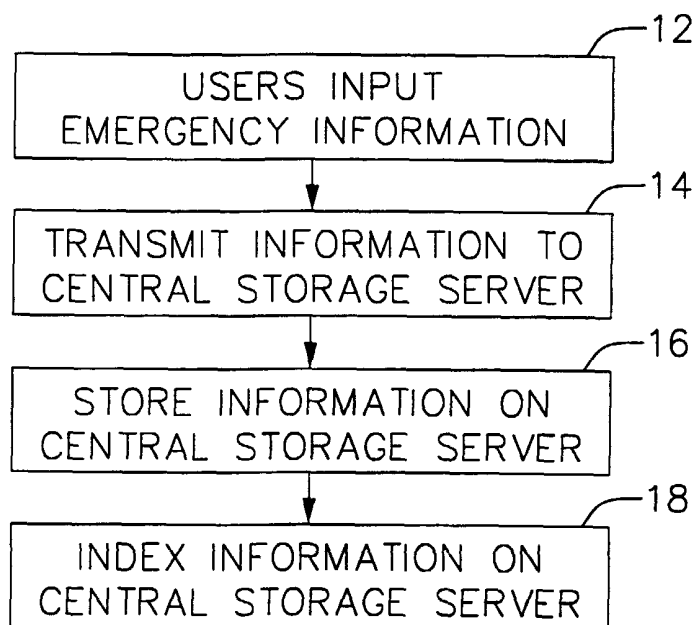 12
USERS INPUT
EMERGENCY INFORMATION
14
TRANSMIT INFORMATION TO
CENTRAL STORAGE SERVER
16
STORE INFORMATION ON
CENTRAL STORAGE SERVER
18
INDEX INFORMATION ON
CENTRAL STORAGE SERVER